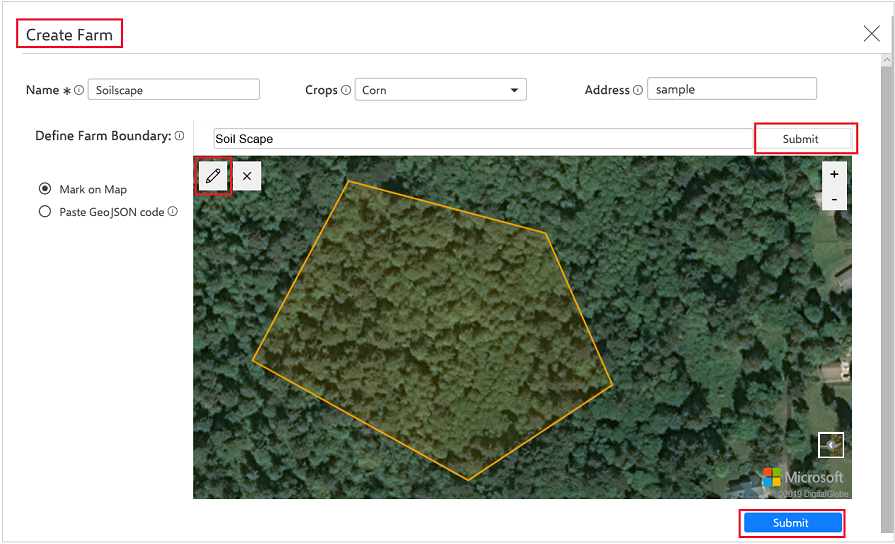 Create Farm
Name * Soilscape Crops Corn Address sample
Define Farm Boundary: Soil Scape Submit
Mark on Map
Paste GeoJSON code
+
-
Microsoft
©2019 DigitalGlobe
Submit